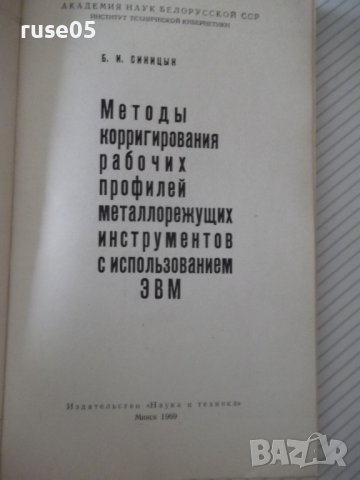 ruse05
АКАДЕМИЯ НАУК БЕЛОРУССКОЙ ССР
ИНСТИТУТ ТЕХНИЧЕСКОЙ КИБЕРНЕТИКИ
Б. И. СИНИЦЫН
Методы
корригирования
рабочих
профилей
металлорежущих
инструментов
с использованием
ЭВМ
Издательство «Наука и техника»
Минск 1969
BAZAR